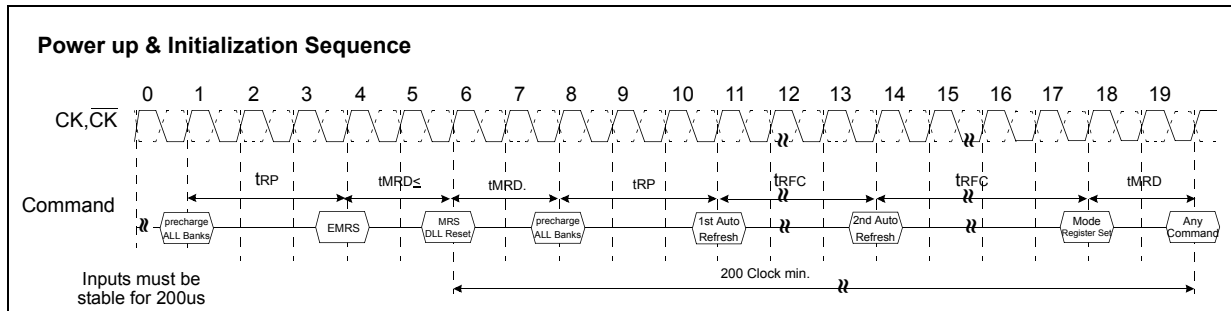 Power up & Initialization Sequence
0 1 2 3 4 5 6 7 8 9 10 11 12 13 14 15 16 17 18 19
CK,CK
tRP tMRD≤ tMRD. tRP tRFC tRFC tMRD
Command
precharge
ALL Banks
EMRS
MRS
DLL Reset
precharge
ALL Banks
1st Auto
Refresh
2nd Auto
Refresh
Mode
Register Set
Any
Command
200 Clock min.
Inputs must be
stable for 200us